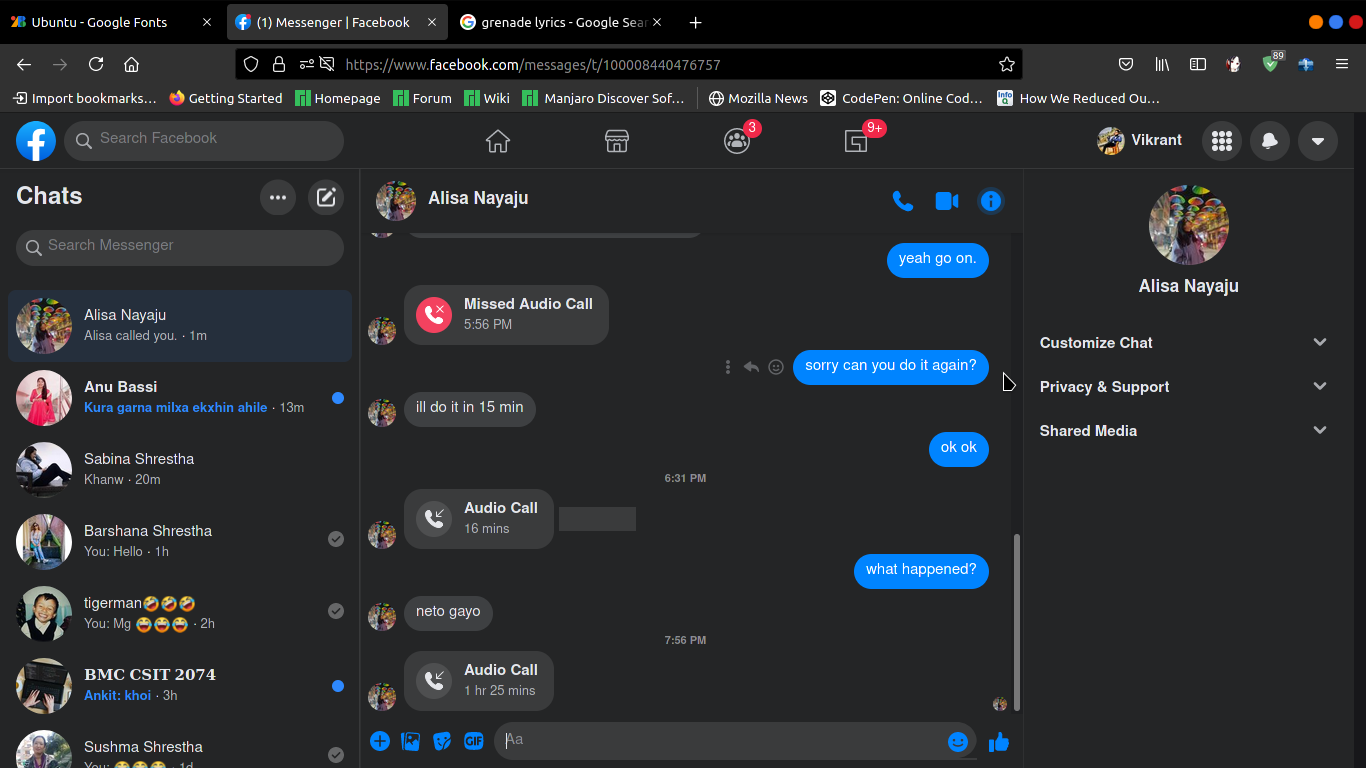 Ubuntu - Google Fonts
(1) Messenger | Facebook
grenade lyrics - Google Sear
https://www.facebook.com/messages/t/100008440476757
89
Import bookmarks...
Getting Started
Homepage
Forum
Wiki
Manjaro Discover Sof...
Mozilla News
CodePen: Online Cod...
How We Reduced Ou...
Search Facebook
3
9+
Vikrant
Chats
Search Messenger
Alisa Nayaju
Alisa called you. · 1m
Anu Bassi
Kura garna milxa ekxhin ahile · 13m
Sabina Shrestha
Khanw · 20m
Barshana Shrestha
You: Hello · 1h
tigerman🤣🤣🤣
You: Mg 😂😂😂 · 2h
BMC CSIT 2074
Ankit: khoi · 3h
Sushma Shrestha
You: 😂😂😂 · 1d
Alisa Nayaju
yeah go on.
Missed Audio Call
5:56 PM
sorry can you do it again?
ill do it in 15 min
ok ok
6:31 PM
Audio Call
16 mins
what happened?
neto gayo
7:56 PM
Audio Call
1 hr 25 mins
GIF
Aa
Alisa Nayaju
Customize Chat
Privacy & Support
Shared Media